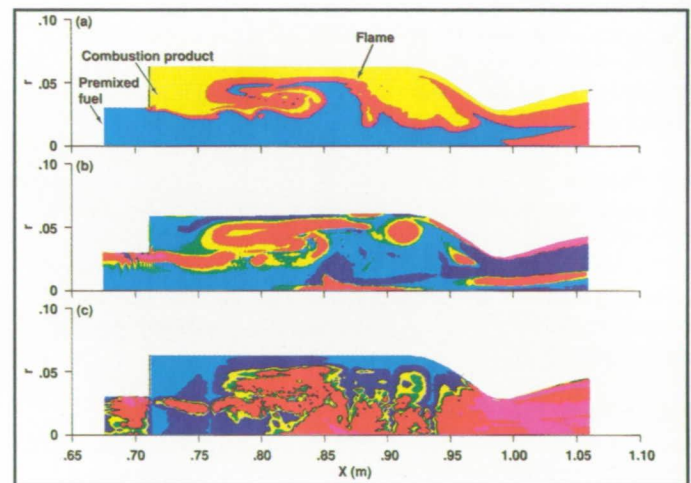 .10 (a)
Flame
Combustion product
r .05
Premixed
fuel
0
.10 (b)
r .05
0
.10 (c)
r .05
0
.65 .70 .75 .80 .85 .90 .95 1.00 1.05 1.10
X (m)